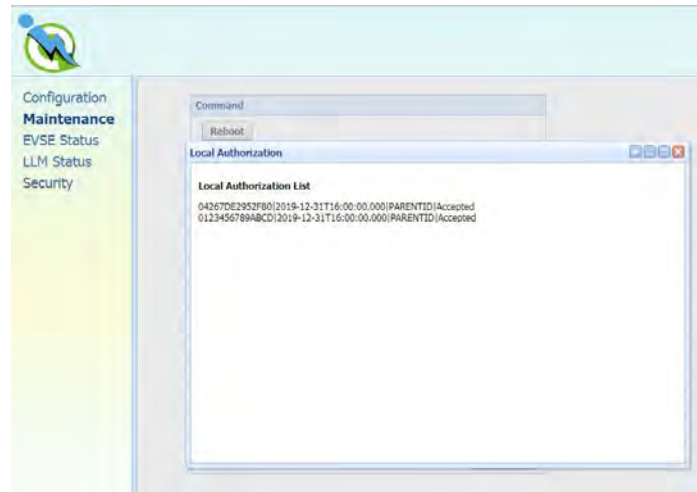 Configuration
Maintenance
EVSE Status
LLM Status
Security
Command
Reboot
Local Authorization
Local Authorization List
04267DE2952F80|2019-12-31T16:00:00.000|PARENTID|Accepted
0123456789ABCD|2019-12-31T16:00:00.000|PARENTID|Accepted